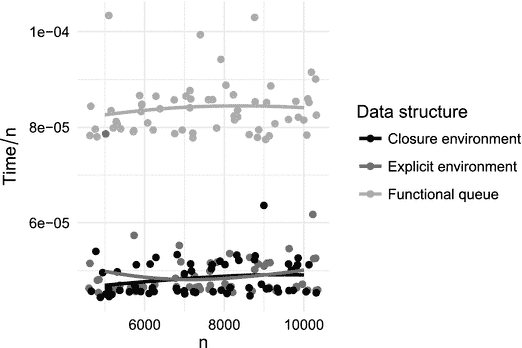 1e−04
8e−05
6e−05
Time/n
6000
8000
10000
n
Data structure
Closure environment
Explicit environment
Functional queue